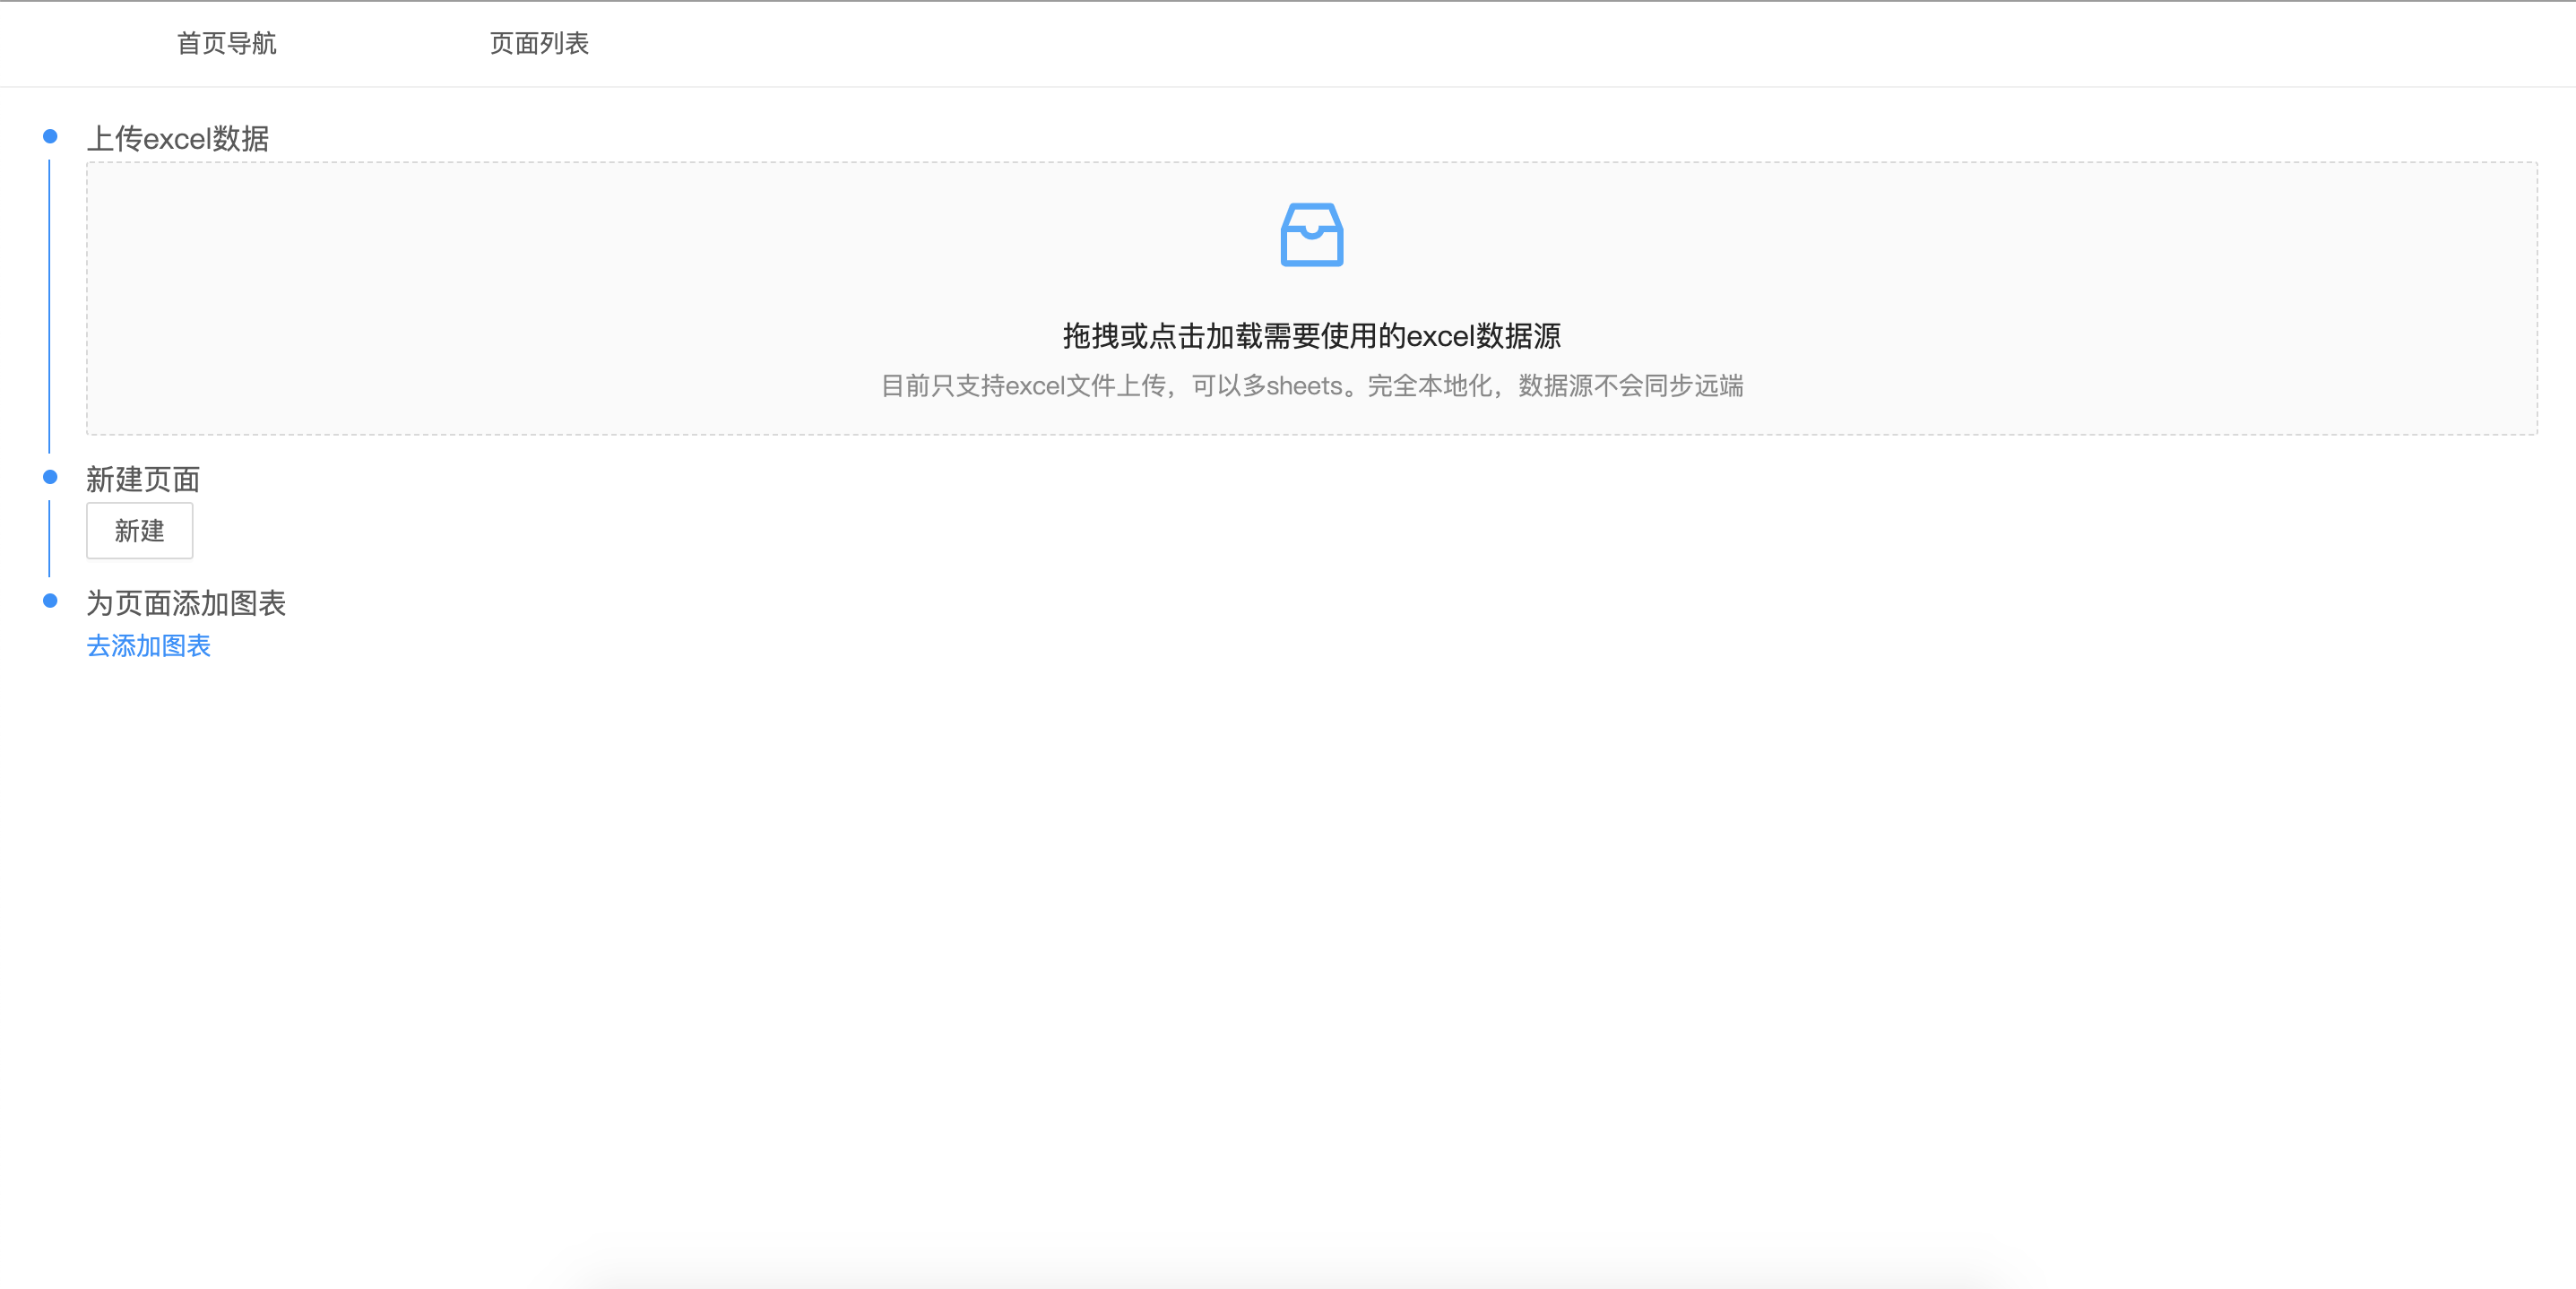 首页导航 页面列表
上传excel数据
拖拽或点击加载需要使用的excel数据源
目前只支持excel文件上传，可以多sheets。完全本地化，数据源不会同步远端
新建页面
新建
为页面添加图表
去添加图表